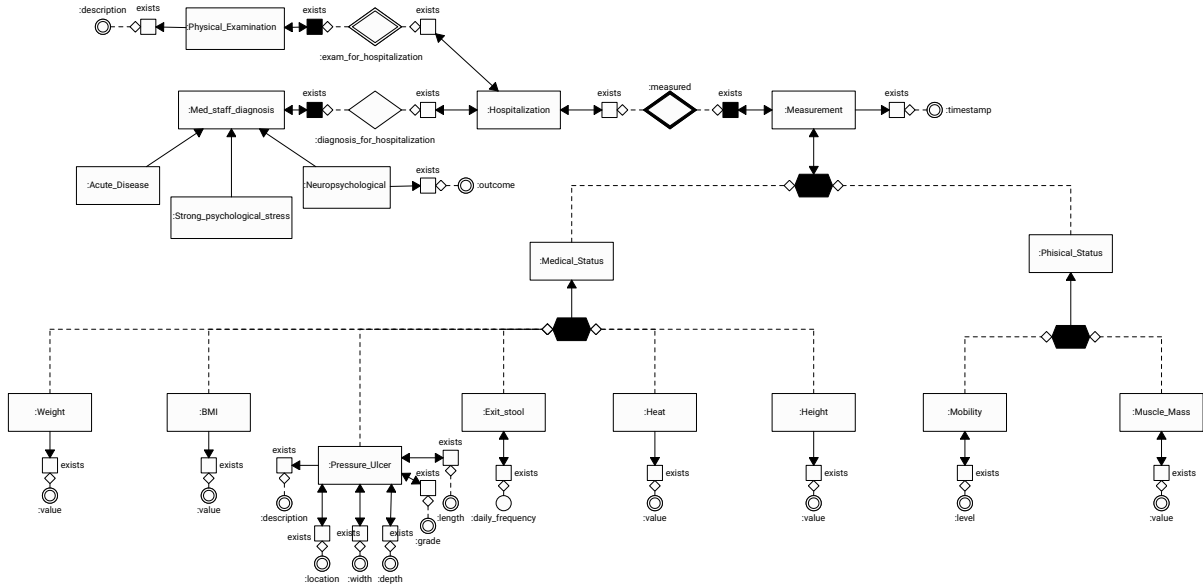 :description
exists
:Physical_Examination
exists
exists
:exam_for_hospitalization
:Med_staff_diagnosis
exists
exists
:diagnosis_for_hospitalization
:Hospitalization
exists
:measured
exists
:Measurement
exists
:timestamp
:Acute_Disease
:Strong_psychological_stress
:Neuropsychological
exists
:outcome
:Medical_Status
:Phisical_Status
:Weight
:BMI
:Pressure_Ulcer
:Exit_stool
:Heat
:Height
:Mobility
:Muscle_Mass
exists
:value
exists
:value
exists
:description
exists
:location
exists
:width
exists
:depth
exists
:grade
exists
:length
exists
:daily_frequency
exists
:value
exists
:value
exists
:level
exists
:value